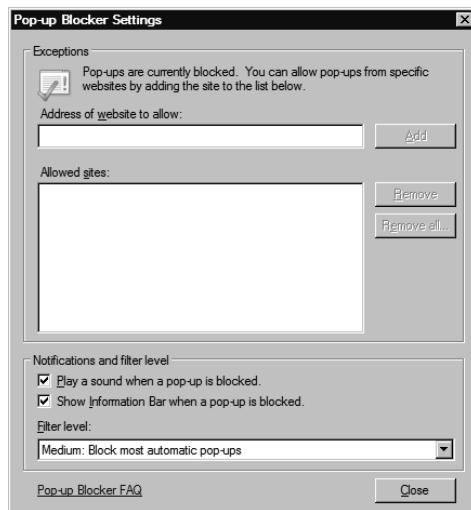 Pop-up Blocker Settings
Exceptions
Pop-ups are currently blocked. You can allow pop-ups from specific
websites by adding the site to the list below.
Address of website to allow:
Add
Allowed sites:
Remove
Remove all...
Notifications and filter level
Play a sound when a pop-up is blocked.
Show Information Bar when a pop-up is blocked.
Filter level:
Medium: Block most automatic pop-ups
Pop-up Blocker FAQ
Close